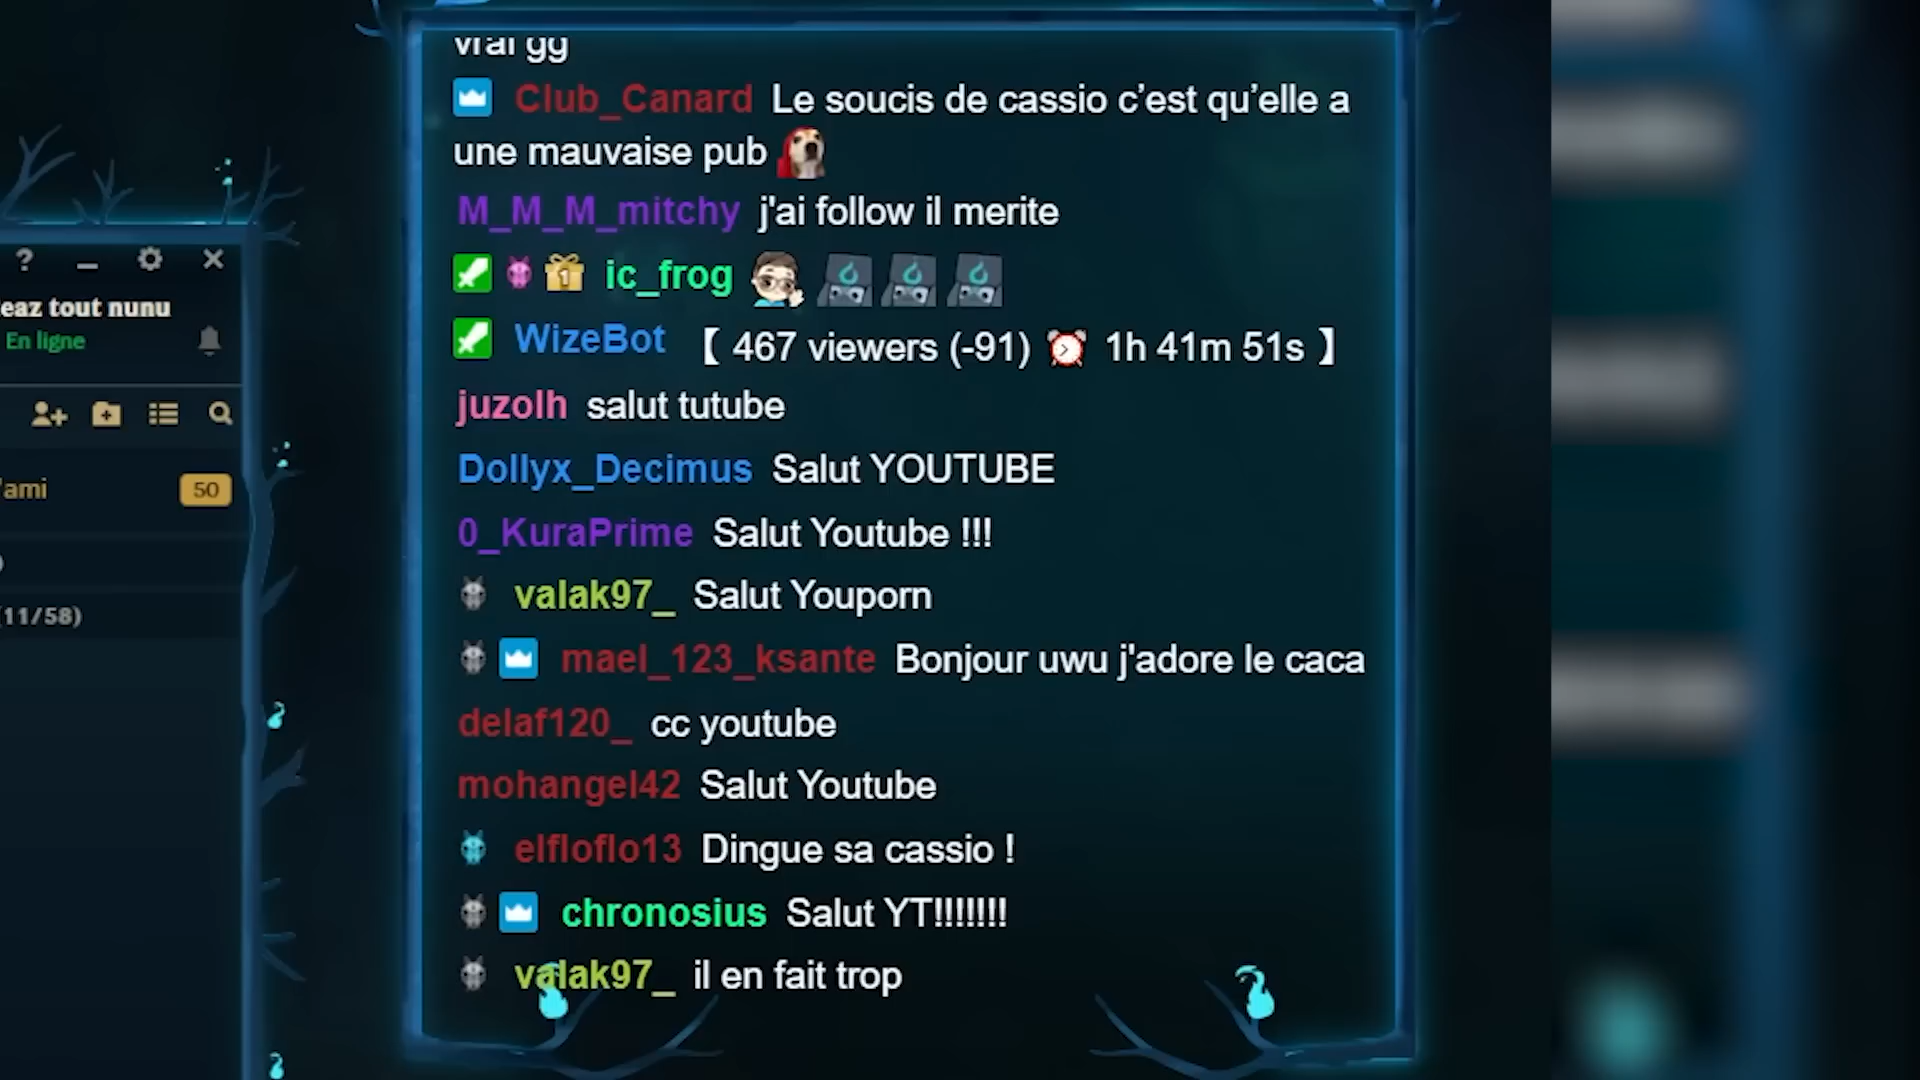 vrai gg
Club_Canard Le soucis de cassio c’est qu’elle a
une mauvaise pub
M_M_M_mitchy j'ai follow il merite
1 ic_frog
WizeBot 【 467 viewers (-91) 1h 41m 51s 】
juzolh salut tutube
Dollyx_Decimus Salut YOUTUBE
0_KuraPrime Salut Youtube !!!
valak97_ Salut Youporn
mael_123_ksante Bonjour uwu j'adore le caca
delaf120_ cc youtube
mohangel42 Salut Youtube
elfloflo13 Dingue sa cassio !
chronosius Salut YT!!!!!!!
valak97_ il en fait trop
?
eaz tout nunu
En ligne
'ami 50
(11/58)